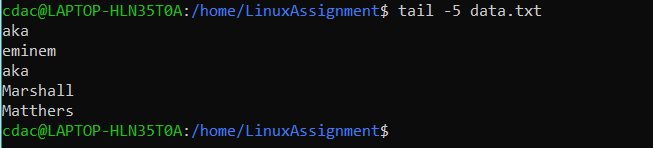 cdac@LAPTOP-HLN35T0A:/home/LinuxAssignment$ tail -5 data.txt
aka
eminem
aka
Marshall
Matthers
cdac@LAPTOP-HLN35T0A:/home/LinuxAssignment$